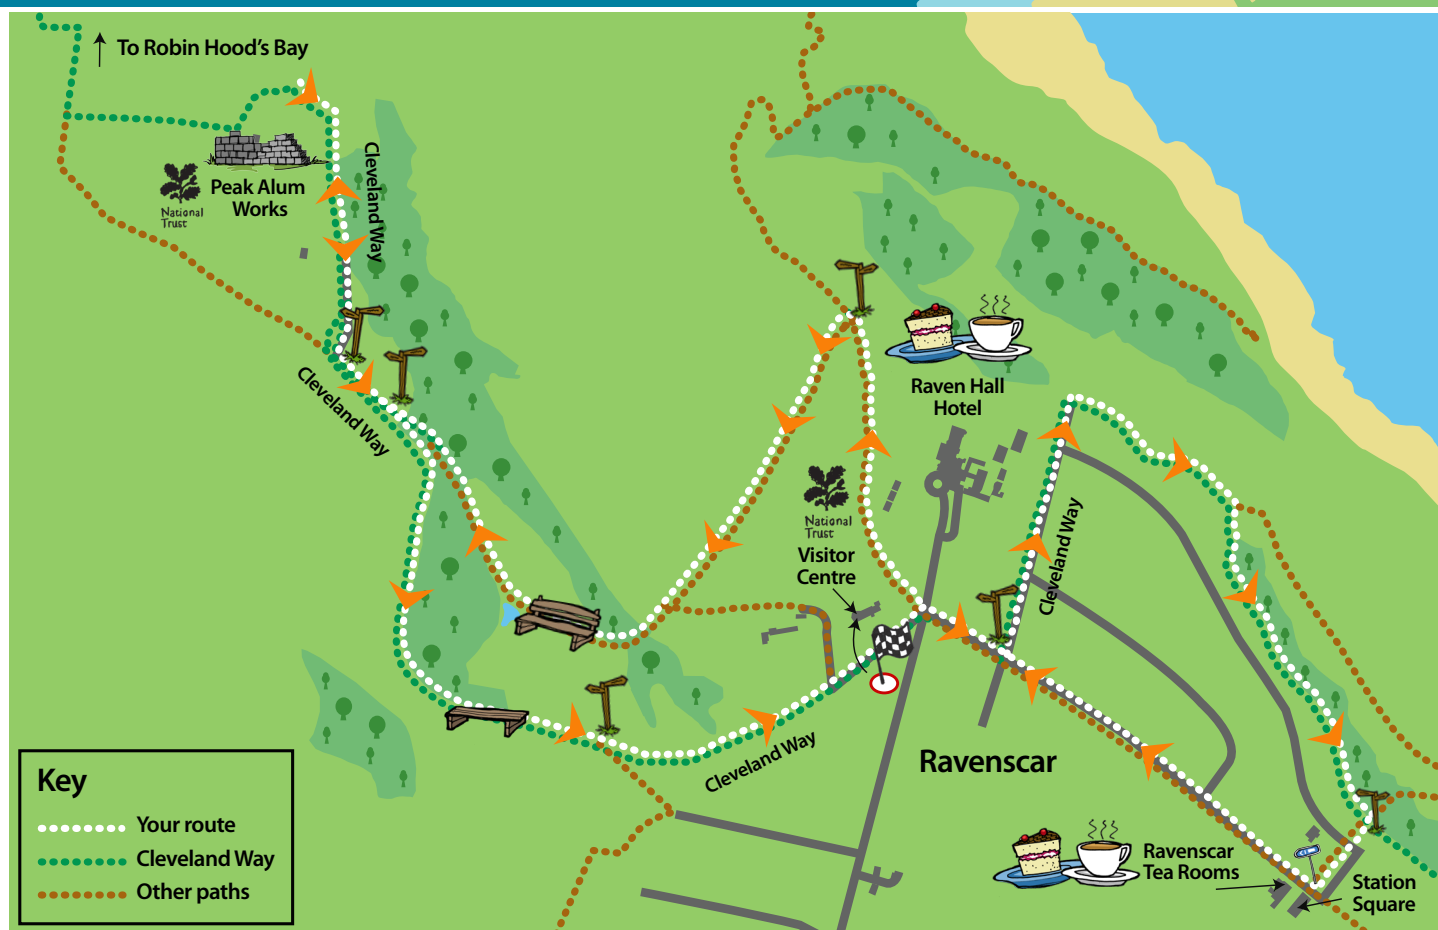 To Robin Hood's Bay
Cleveland Way
National
Trust
Peak Alum
Works
Cleveland Way
Raven Hall
Hotel
National
Trust
Visitor
Centre
Cleveland Way
Cleveland Way
Ravenscar
Ravenscar
Tea Rooms
Station
Square
Key
Your route
Cleveland Way
Other paths